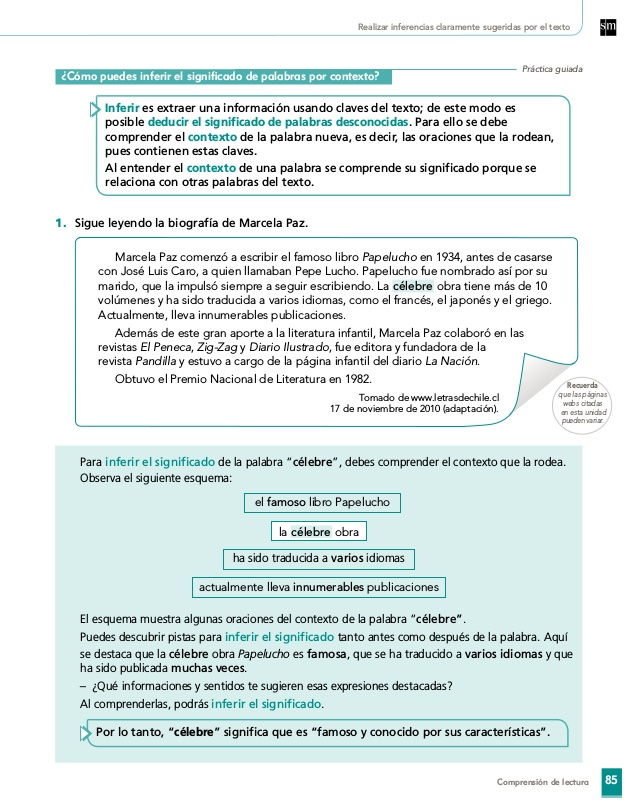 Realizar inferencias claramente sugeridas por el texto
sm
Práctica guiada
¿Cómo puedes inferir el significado de palabras por contexto?
Inferir es extraer una información usando claves del texto; de este modo es
posible deducir el significado de palabras desconocidas. Para ello se debe
comprender el contexto de la palabra nueva, es decir, las oraciones que la rodean,
pues contienen estas claves.
Al entender el contexto de una palabra se comprende su significado porque se
relaciona con otras palabras del texto.
1. Sigue leyendo la biografía de Marcela Paz.
Marcela Paz comenzó a escribir el famoso libro Papelucho en 1934, antes de casarse
con José Luis Caro, a quien llamaban Pepe Lucho. Papelucho fue nombrado así por su
marido, que la impulsó siempre a seguir escribiendo. La célebre obra tiene más de 10
volúmenes y ha sido traducida a varios idiomas, como el francés, el japonés y el griego.
Actualmente, lleva innumerables publicaciones.
Además de este gran aporte a la literatura infantil, Marcela Paz colaboró en las
revistas El Peneca, Zig-Zag y Diario Ilustrado, fue editora y fundadora de la
revista Pandilla y estuvo a cargo de la página infantil del diario La Nación.
Obtuvo el Premio Nacional de Literatura en 1982.
Tomado de www.letrasdechile.cl
17 de noviembre de 2010 (adaptación).
Recuerda
que las páginas
webs citadas
en esta unidad
pueden variar.
Para inferir el significado de la palabra “célebre”, debes comprender el contexto que la rodea.
Observa el siguiente esquema:
el famoso libro Papelucho
la célebre obra
ha sido traducida a varios idiomas
actualmente lleva innumerables publicaciones
El esquema muestra algunas oraciones del contexto de la palabra “célebre”.
Puedes descubrir pistas para inferir el significado tanto antes como después de la palabra. Aquí
se destaca que la célebre obra Papelucho es famosa, que se ha traducido a varios idiomas y que
ha sido publicada muchas veces.
– ¿Qué informaciones y sentidos te sugieren esas expresiones destacadas?
Al comprenderlas, podrás inferir el significado.
Por lo tanto, “célebre” significa que es “famoso y conocido por sus características”.
Comprensión de lectura 85